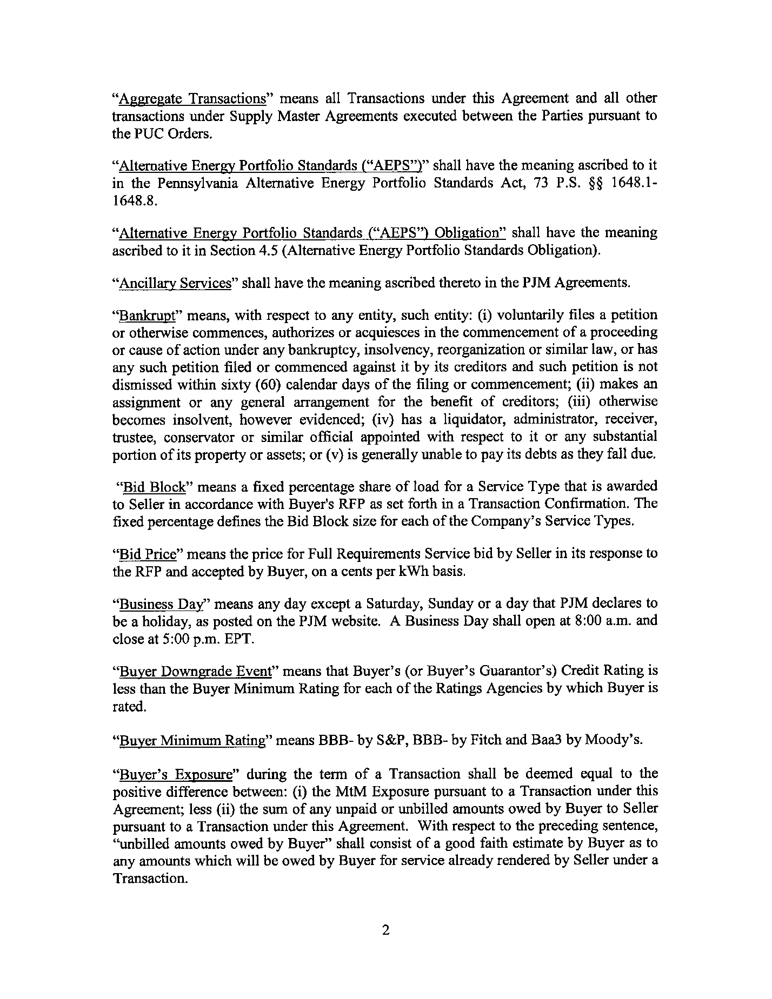 “Aggregate Transactions” means all Transactions under this Agreement and all other
transactions under Supply Master Agreements executed between the Parties pursuant to
the PUC Orders.
“Alternative Energy Portfolio Standards (“AEPS”)” shall have the meaning ascribed to it
in the Pennsylvania Alternative Energy Portfolio Standards Act, 73 P.S. §§ 1648.1-
1648.8.
“Alternative Energy Portfolio Standards (“AEPS”) Obligation” shall have the meaning
ascribed to it in Section 4.5 (Alternative Energy Portfolio Standards Obligation).
“Ancillary Services” shall have the meaning ascribed thereto in the PJM Agreements.
“Bankrupt” means, with respect to any entity, such entity: (i) voluntarily files a petition
or otherwise commences, authorizes or acquiesces in the commencement of a proceeding
or cause of action under any bankruptcy, insolvency, reorganization or similar law, or has
any such petition filed or commenced against it by its creditors and such petition is not
dismissed within sixty (60) calendar days of the filing or commencement; (ii) makes an
assignment or any general arrangement for the benefit of creditors; (iii) otherwise
becomes insolvent, however evidenced; (iv) has a liquidator, administrator, receiver,
trustee, conservator or similar official appointed with respect to it or any substantial
portion of its property or assets; or (v) is generally unable to pay its debts as they fall due.
“Bid Block” means a fixed percentage share of load for a Service Type that is awarded
to Seller in accordance with Buyer's RFP as set forth in a Transaction Confirmation. The
fixed percentage defines the Bid Block size for each of the Company’s Service Types.
“Bid Price” means the price for Full Requirements Service bid by Seller in its response to
the RFP and accepted by Buyer, on a cents per kWh basis.
“Business Day” means any day except a Saturday, Sunday or a day that PJM declares to
be a holiday, as posted on the PJM website. A Business Day shall open at 8:00 a.m. and
close at 5:00 p.m. EPT.
“Buyer Downgrade Event” means that Buyer’s (or Buyer’s Guarantor’s) Credit Rating is
less than the Buyer Minimum Rating for each of the Ratings Agencies by which Buyer is
rated.
“Buyer Minimum Rating” means BBB- by S&P, BBB- by Fitch and Baa3 by Moody’s.
“Buyer’s Exposure” during the term of a Transaction shall be deemed equal to the
positive difference between: (i) the MtM Exposure pursuant to a Transaction under this
Agreement; less (ii) the sum of any unpaid or unbilled amounts owed by Buyer to Seller
pursuant to a Transaction under this Agreement. With respect to the preceding sentence,
“unbilled amounts owed by Buyer” shall consist of a good faith estimate by Buyer as to
any amounts which will be owed by Buyer for service already rendered by Seller under a
Transaction.
2